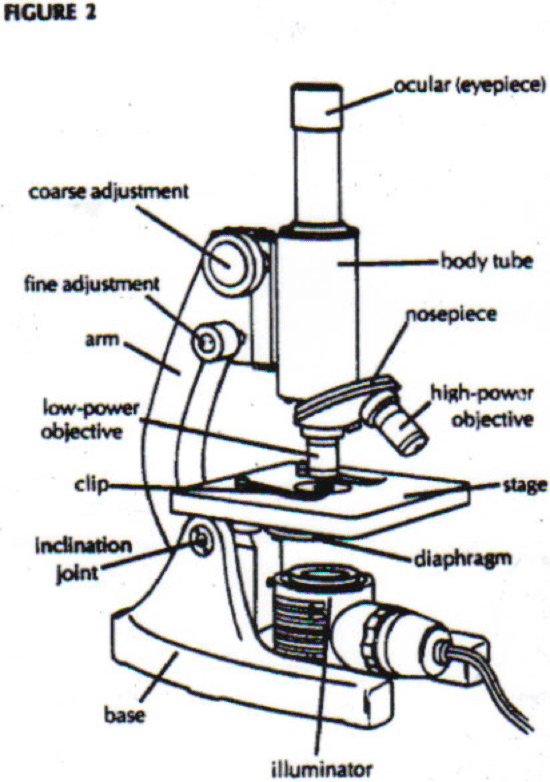 FIGURE 2
ocular (eyepiece)
coarse adjustment
body tube
fine adjustment
nosepiece
arm
high-power
objective
low-power
objective
clip
stage
inclination
joint
diaphragm
base
illuminator